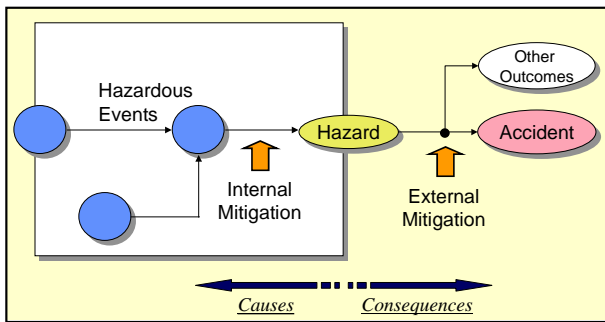 Other
Outcomes
Hazardous
Events
Hazard
Accident
Internal
Mitigation
External
Mitigation
Causes
Consequences